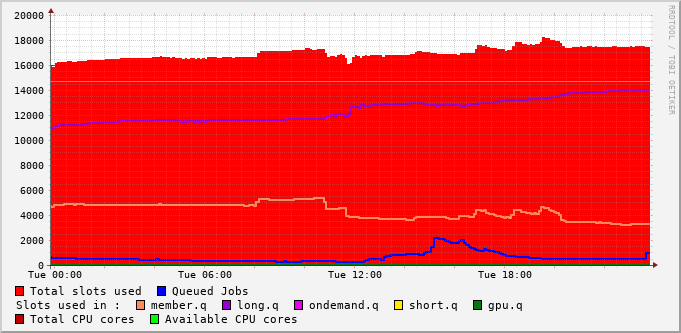 20000
18000
16000
14000
12000
10000
8000
6000
4000
2000
0
Tue 00:00 Tue 06:00 Tue 12:00 Tue 18:00
RRDTOOL / TOBI OETIKER
Total slots used Queued Jobs
Slots used in : member.q long.q ondemand.q short.q gpu.q
Total CPU cores Available CPU cores